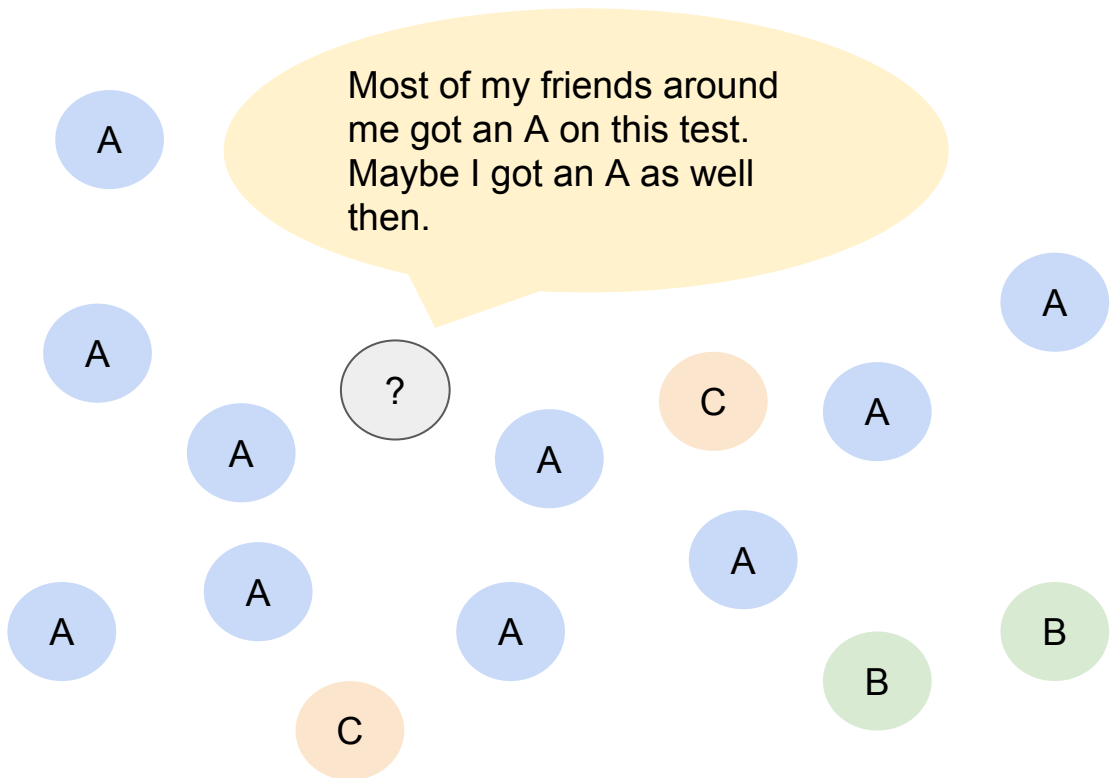 Most of my friends around
me got an A on this test.
Maybe I got an A as well
then.
A
A
A
?
C
A
A
A
A
A
A
A
B
B
C